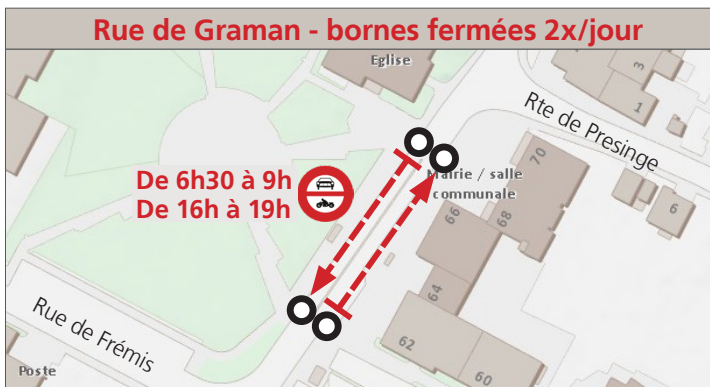 Rue de Graman - bornes fermées 2x/jour
Eglise
3
1
Rte de Presinge
70
Mairie / salle
communale
De 6h30 à 9h
De 16h à 19h
66
68
6
64
Rue de Frémis
62
60
Poste